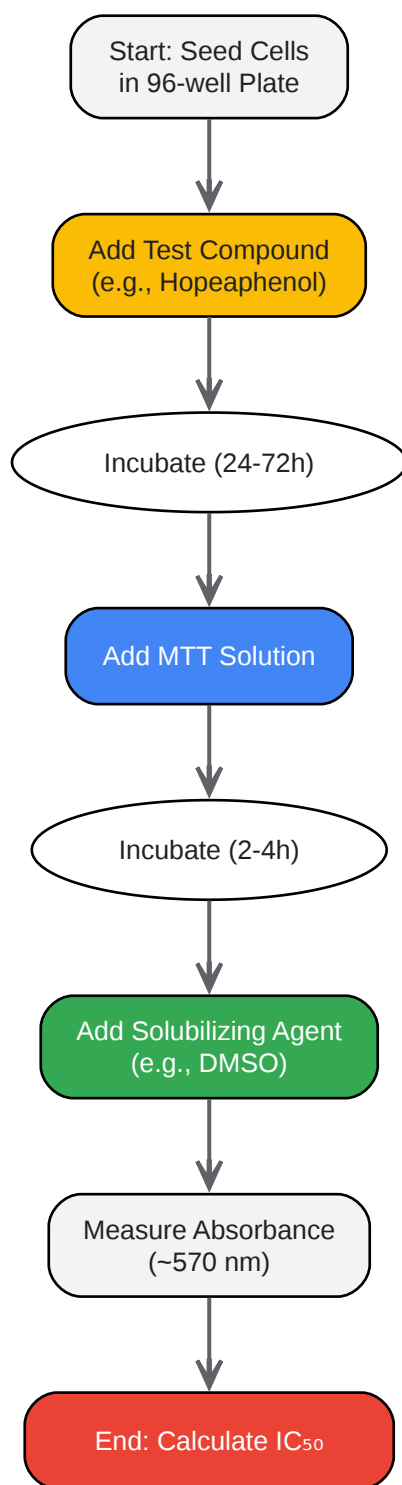 Start: Seed Cells
in 96-well Plate
Add Test Compound
(e.g., Hopeaphenol)
Incubate (24-72h)
Add MTT Solution
Incubate (2-4h)
Add Solubilizing Agent
(e.g., DMSO)
Measure Absorbance
(~570 nm)
End: Calculate IC₅₀